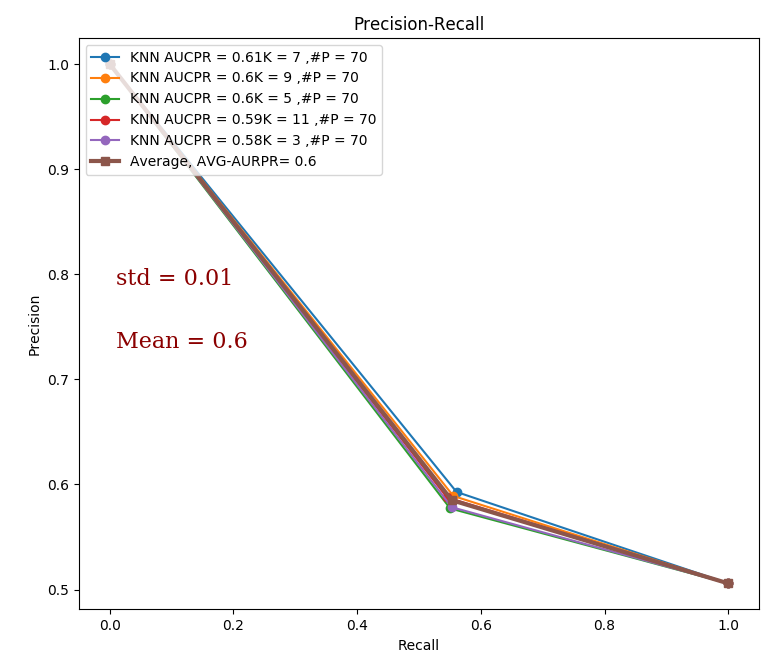 Precision-Recall
KNN AUCPR = 0.61K = 7 ,#P = 70
KNN AUCPR = 0.6K = 9 ,#P = 70
KNN AUCPR = 0.6K = 5 ,#P = 70
KNN AUCPR = 0.59K = 11 ,#P = 70
KNN AUCPR = 0.58K = 3 ,#P = 70
Average, AVG-AURPR= 0.6
std = 0.01
Mean = 0.6
Precision
1.0
0.9
0.8
0.7
0.6
0.5
0.0 0.2 0.4 0.6 0.8 1.0
Recall